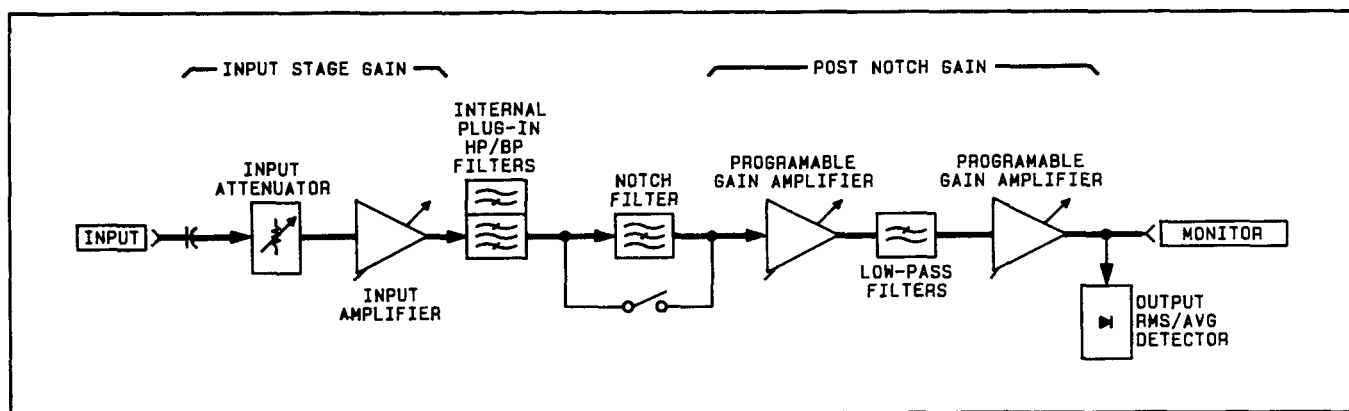 INPUT STAGE GAIN
POST NOTCH GAIN
INTERNAL
PLUG-IN
HP/BP
FILTERS
INPUT
ATTENUATOR
NOTCH
FILTER
PROGRAMABLE
GAIN AMPLIFIER
PROGRAMABLE
GAIN AMPLIFIER
INPUT
MONITOR
INPUT
AMPLIFIER
LOW-PASS
FILTERS
OUTPUT
RMS/AVG
DETECTOR